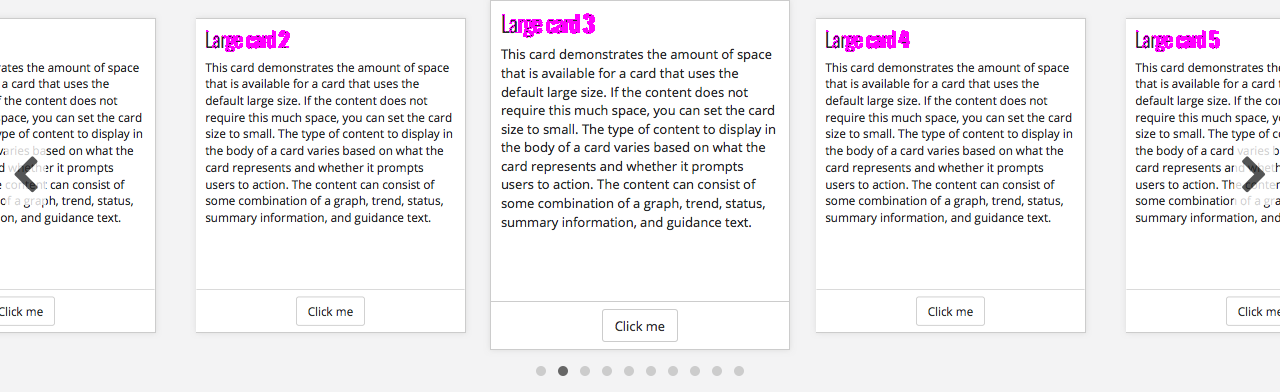 ates the amount of space
a card that uses the
f the content does not
pace, you can set the card
ype of content to display in
varies based on what the
d whether it prompts
content can consist of
of a graph, trend, status,
on, and guidance text.
Click me
Large card 2
This card demonstrates the amount of space
that is available for a card that uses the
default large size. If the content does not
require this much space, you can set the card
size to small. The type of content to display in
the body of a card varies based on what the
card represents and whether it prompts
users to action. The content can consist of
some combination of a graph, trend, status,
summary information, and guidance text.
Click me
Large card 3
This card demonstrates the amount of space
that is available for a card that uses the
default large size. If the content does not
require this much space, you can set the card
size to small. The type of content to display in
the body of a card varies based on what the
card represents and whether it prompts
users to action. The content can consist of
some combination of a graph, trend, status,
summary information, and guidance text.
Click me
Large card 4
This card demonstrates the amount of space
that is available for a card that uses the
default large size. If the content does not
require this much space, you can set the card
size to small. The type of content to display in
the body of a card varies based on what the
card represents and whether it prompts
users to action. The content can consist of
some combination of a graph, trend, status,
summary information, and guidance text.
Click me
Large card 5
This card demonstrates th
that is available for a card
default large size. If the co
require this much space, y
size to small. The type of c
the body of a card varies b
card represents and wheth
users to action. The conten
some combination of a gra
summary information, and
Click me